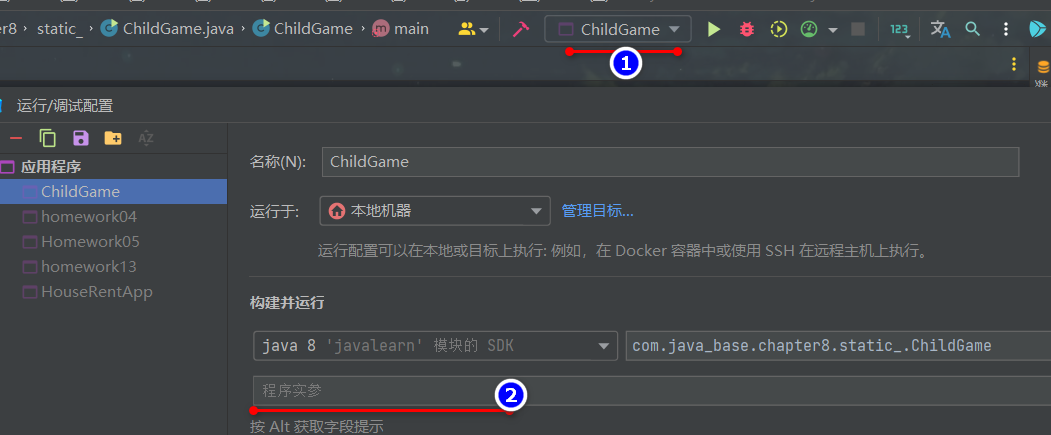 er8 › static_ › ChildGame.java › ChildGame › main ChildGame 123
1
运行/调试配置
AZ
应用程序
ChildGame
homework04
Homework05
homework13
HouseRentApp
名称(N): ChildGame
运行于: 本地机器 管理目标...
运行配置可以在本地或目标上执行: 例如，在 Docker 容器中或使用 SSH 在远程主机上执行。
构建并运行
java 8 'javalearn' 模块的 SDK com.java_base.chapter8.static_.ChildGame
程序实参
2
按 Alt 获取字段提示